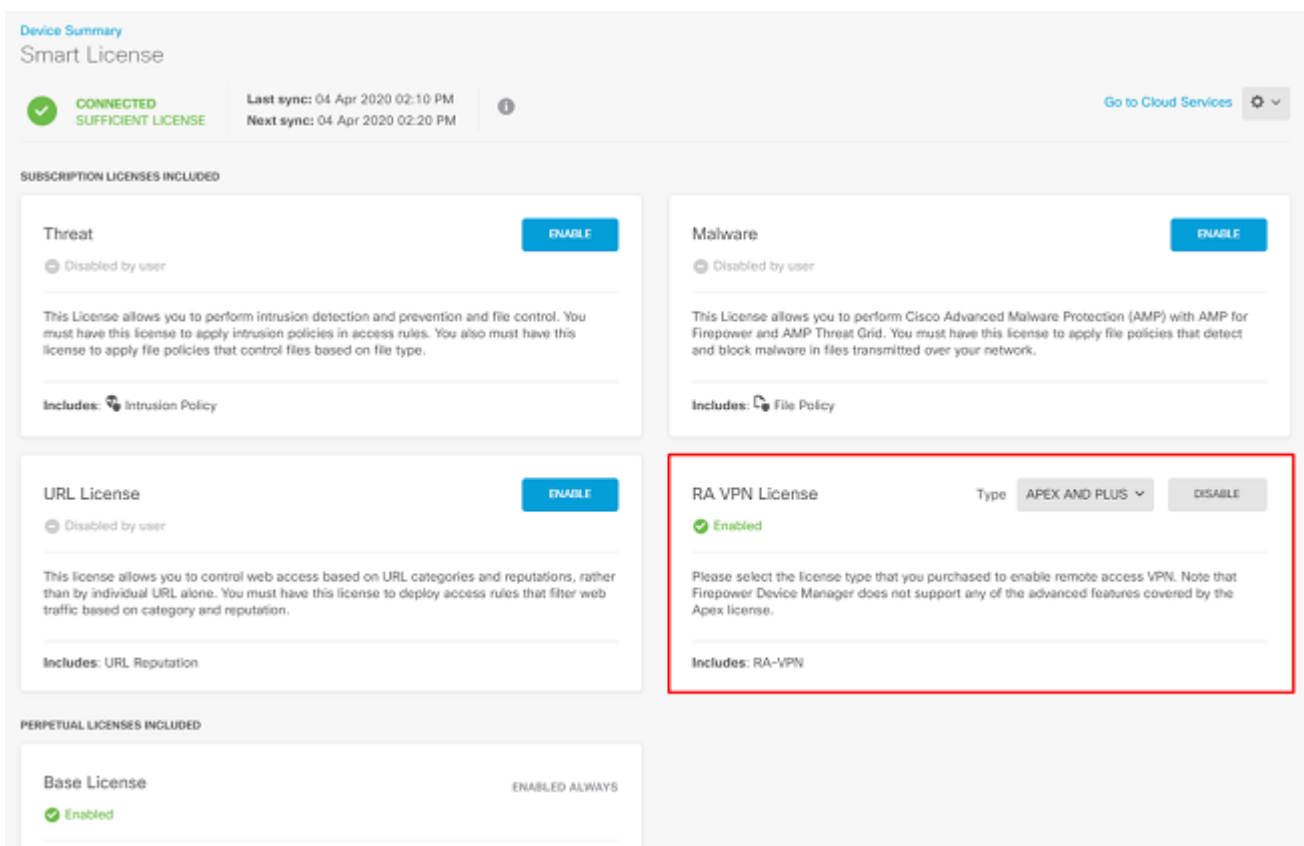 Device Summary
Smart License
CONNECTED
SUFFICIENT LICENSE
Last sync: 04 Apr 2020 02:10 PM
Next sync: 04 Apr 2020 02:20 PM
Go to Cloud Services
SUBSCRIPTION LICENSES INCLUDED
Threat
ENABLE
Disabled by user
This License allows you to perform intrusion detection and prevention and file control. You
must have this license to apply intrusion policies in access rules. You also must have this
license to apply file policies that control files based on file type.
Includes: Intrusion Policy
Malware
ENABLE
Disabled by user
This License allows you to perform Cisco Advanced Malware Protection (AMP) with AMP for
Firepower and AMP Threat Grid. You must have this license to apply file policies that detect
and block malware in files transmitted over your network.
Includes: File Policy
URL License
ENABLE
Disabled by user
This license allows you to control web access based on URL categories and reputations, rather
than by individual URL alone. You must have this license to deploy access rules that filter web
traffic based on category and reputation.
Includes: URL Reputation
RA VPN License
Type APEX AND PLUS
DISABLE
Enabled
Please select the license type that you purchased to enable remote access VPN. Note that
Firepower Device Manager does not support any of the advanced features covered by the
Apex license.
Includes: RA-VPN
PERPETUAL LICENSES INCLUDED
Base License
ENABLED ALWAYS
Enabled